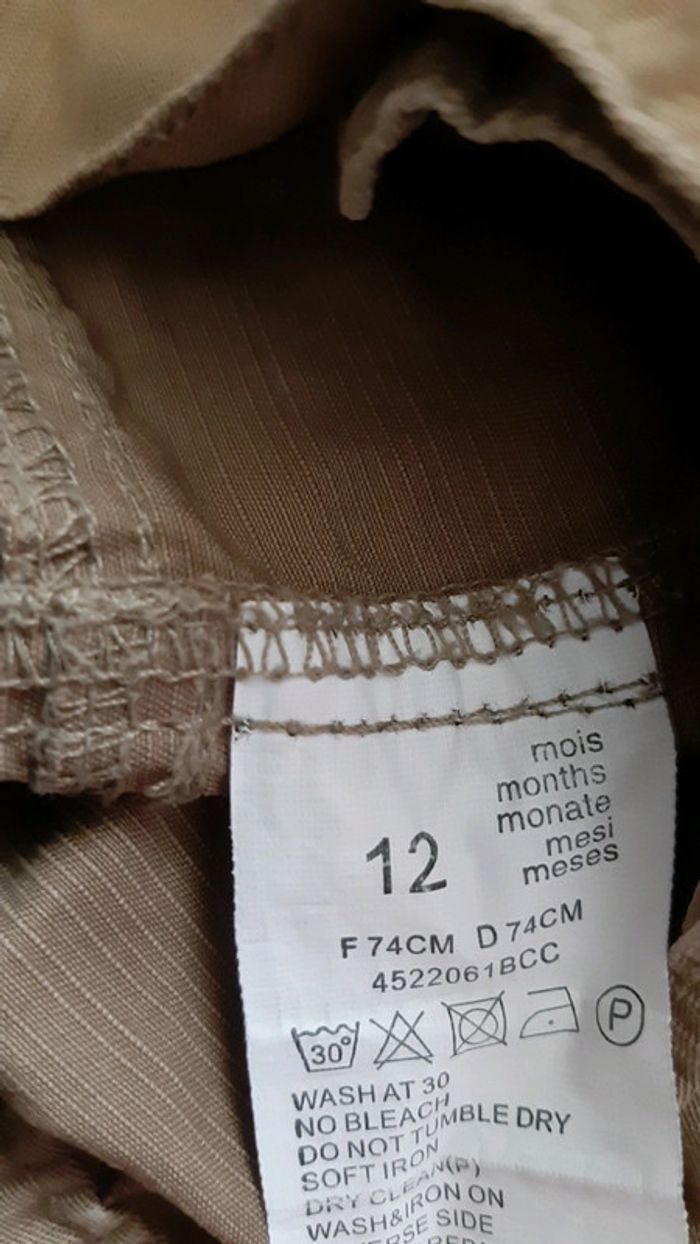 mois
months
monate
mesi
meses
12
F 74CM D 74CM
4522061BCC
30°
P
WASH AT 30
NO BLEACH
DO NOT TUMBLE DRY
SOFT IRON
DRY CLEAN(P)
WASH&IRON ON
SIDE